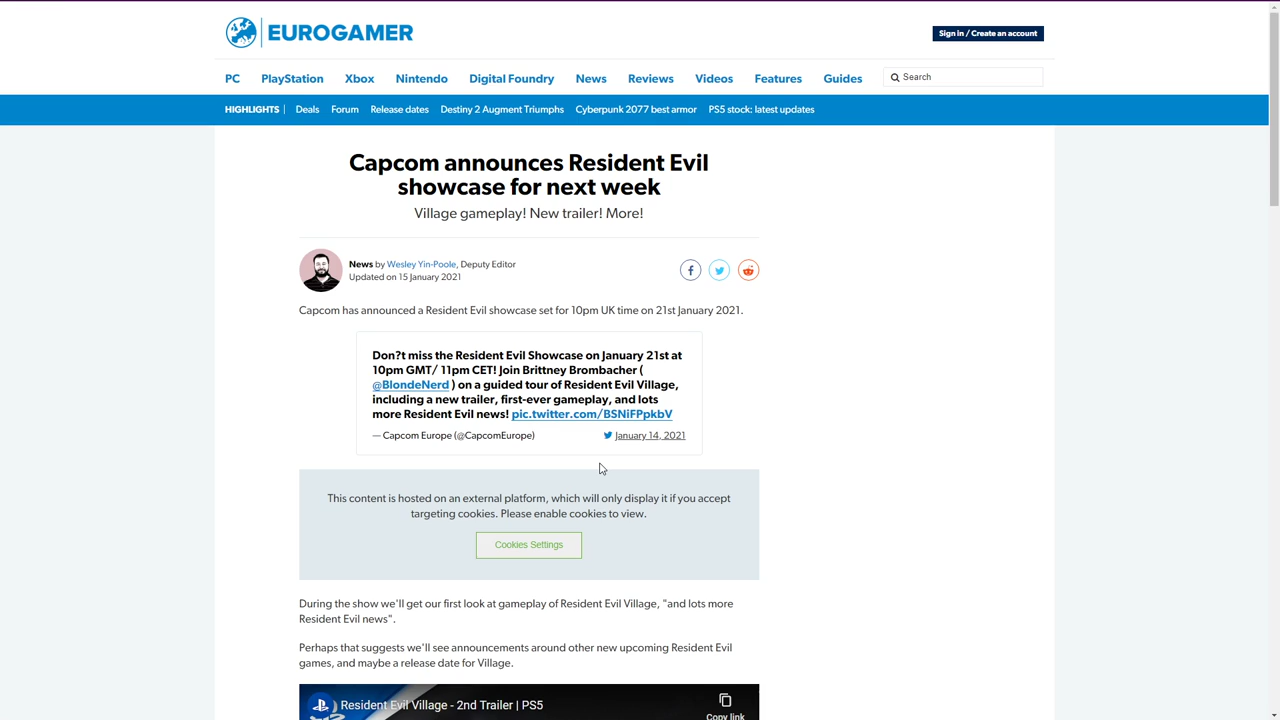 EUROGAMER
Sign in / Create an account
PC PlayStation Xbox Nintendo Digital Foundry News Reviews Videos Features Guides Search
HIGHLIGHTS | Deals Forum Release dates Destiny 2 Augment Triumphs Cyberpunk 2077 best armor PS5 stock: latest updates
Capcom announces Resident Evil
showcase for next week
Village gameplay! New trailer! More!
News by Wesley Yin-Poole, Deputy Editor
Updated on 15 January 2021
Capcom has announced a Resident Evil showcase set for 10pm UK time on 21st January 2021.
Don?t miss the Resident Evil Showcase on January 21st at
10pm GMT/ 11pm CET! Join Brittney Brombacher (
@BlondeNerd ) on a guided tour of Resident Evil Village,
including a new trailer, first-ever gameplay, and lots
more Resident Evil news! pic.twitter.com/BSNiFPpkbV
— Capcom Europe (@CapcomEurope) January 14, 2021
This content is hosted on an external platform, which will only display it if you accept
targeting cookies. Please enable cookies to view.
Cookies Settings
During the show we'll get our first look at gameplay of Resident Evil Village, "and lots more
Resident Evil news".
Perhaps that suggests we'll see announcements around other new upcoming Resident Evil
games, and maybe a release date for Village.
Resident Evil Village - 2nd Trailer | PS5
Copy link